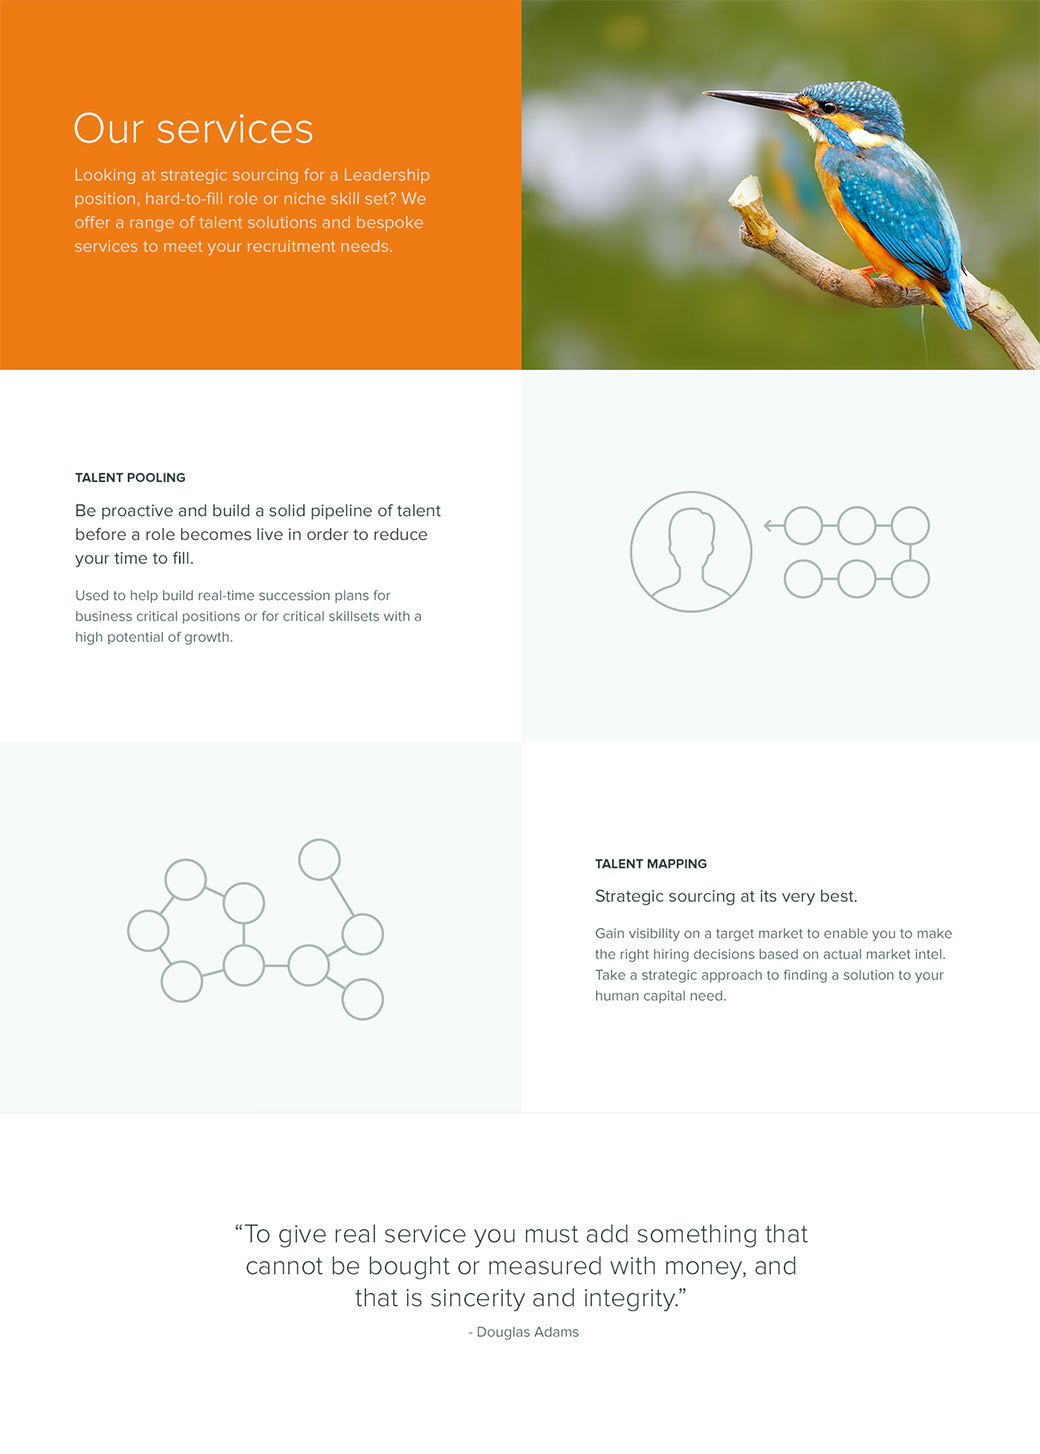 Our services
Looking at strategic sourcing for a Leadership
position, hard-to-fill role or niche skill set? We
offer a range of talent solutions and bespoke
services to meet your recruitment needs.
TALENT POOLING
Be proactive and build a solid pipeline of talent
before a role becomes live in order to reduce
your time to fill.
Used to help build real-time succession plans for
business critical positions or for critical skillsets with a
high potential of growth.
TALENT MAPPING
Strategic sourcing at its very best.
Gain visibility on a target market to enable you to make
the right hiring decisions based on actual market intel.
Take a strategic approach to finding a solution to your
human capital need.
“To give real service you must add something that
cannot be bought or measured with money, and
that is sincerity and integrity.”
- Douglas Adams